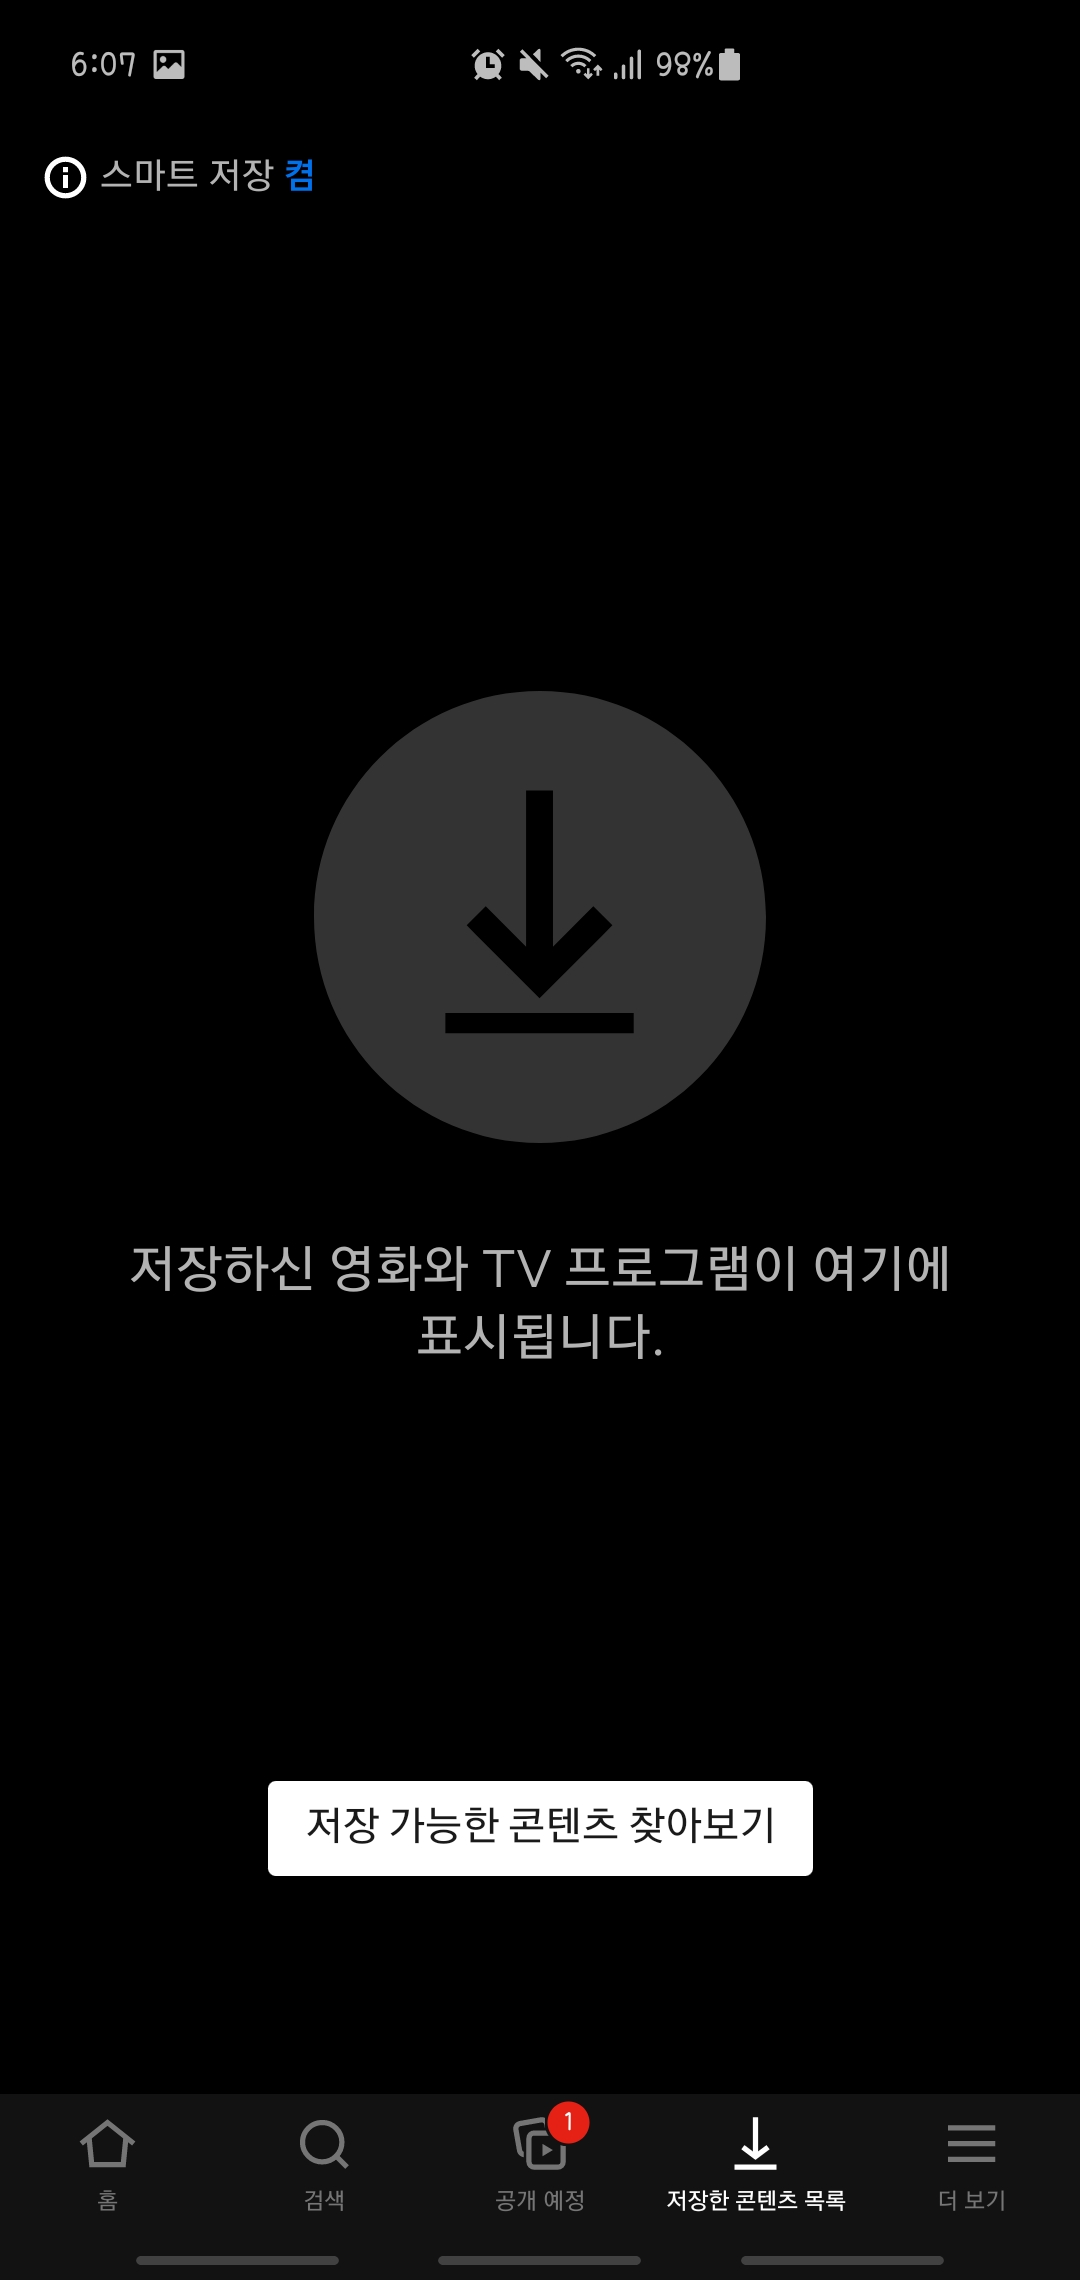 6:07
98%
스마트 저장 켬
저장하신 영화와 TV 프로그램이 여기에
표시됩니다.
저장 가능한 콘텐츠 찾아보기
1
홈
검색
공개 예정
저장한 콘텐츠 목록
더 보기